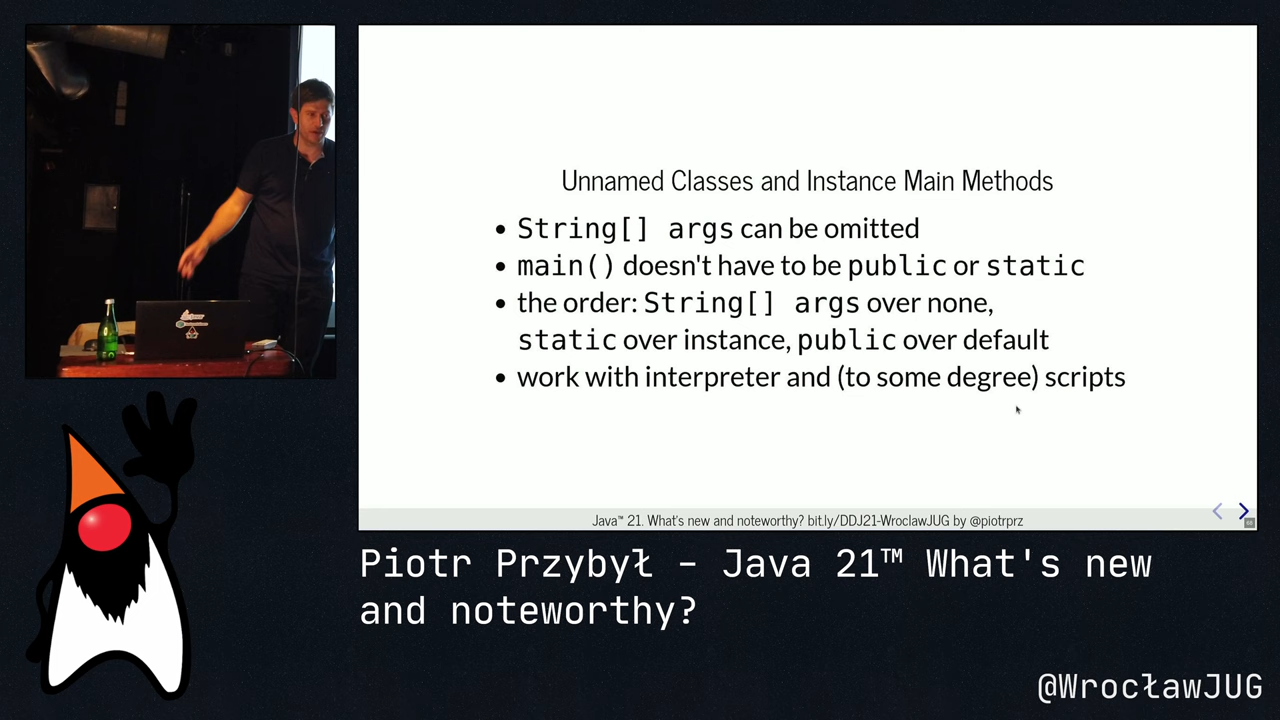 Unnamed Classes and Instance Main Methods
• String[] args can be omitted
• main() doesn't have to be public or static
• the order: String[] args over none,
static over instance, public over default
• work with interpreter and (to some degree) scripts
Java™ 21. What's new and noteworthy? bit.ly/DDJ21-WroclawJUG by @piotrprz
Piotr Przybył – Java 21™ What's new
and noteworthy?
@WrocławJUG